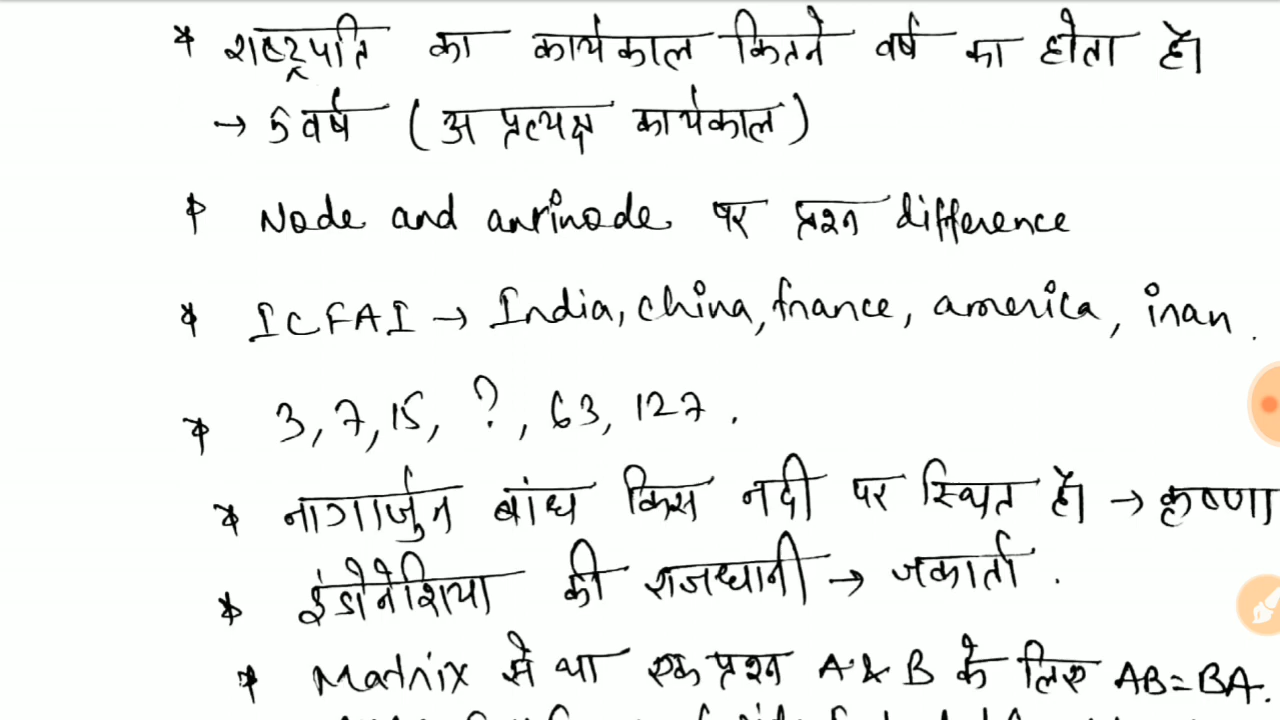 * राष्ट्रपति का कार्यकाल कितने वर्ष का होता है।
→ 5 वर्ष (अप्रत्यक्ष कार्यकाल)
* Node and antinode पर प्रश्न difference
* ICFAI → India, china, france, america, iran.
* 3, 7, 15, ?, 63, 127.
* नागार्जुन बांध किस नदी पर स्थित है। → कृष्णा
* इंडोनेशिया की राजधानी → जकार्ता.
* Matrix से था एक प्रश्न A & B के लिए AB=BA.